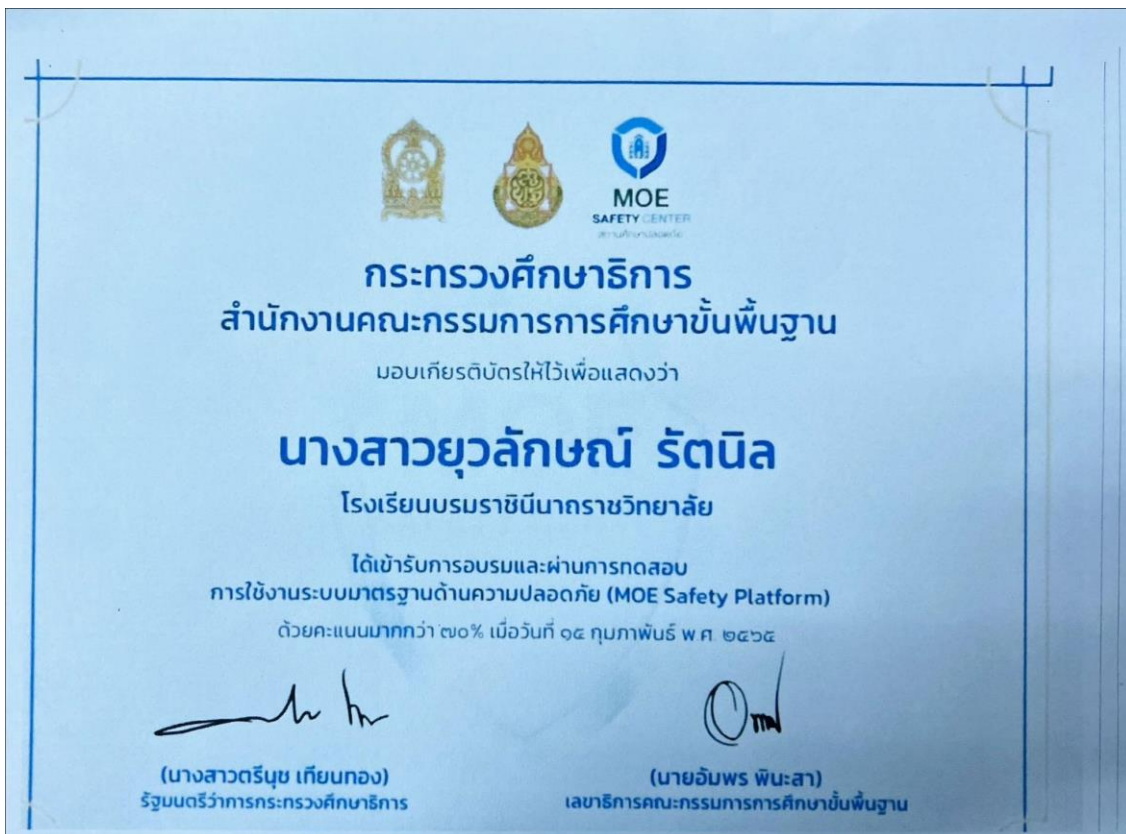 MOE
SAFETY CENTER
สถานศึกษาปลอดภัย
กระทรวงศึกษาธิการ
สำนักงานคณะกรรมการการศึกษาขั้นพื้นฐาน
มอบเกียรติบัตรให้ไว้เพื่อแสดงว่า
นางสาวยุวลักษณ์ รัตนิล
โรงเรียนบรมราชินีนาถราชวิทยาลัย
ได้เข้ารับการอบรมและผ่านการทดสอบ
การใช้งานระบบมาตรฐานด้านความปลอดภัย (MOE Safety Platform)
ด้วยคะแนนมากกว่า ๗๐% เมื่อวันที่ ๑๕ กุมภาพันธ์ พ.ศ. ๒๕๖๕
(นางสาวตรีนุช เทียนทอง)
(นายอัมพร พินะสา)
รัฐมนตรีว่าการกระทรวงศึกษาธิการ
เลขาธิการคณะกรรมการการศึกษาขั้นพื้นฐาน